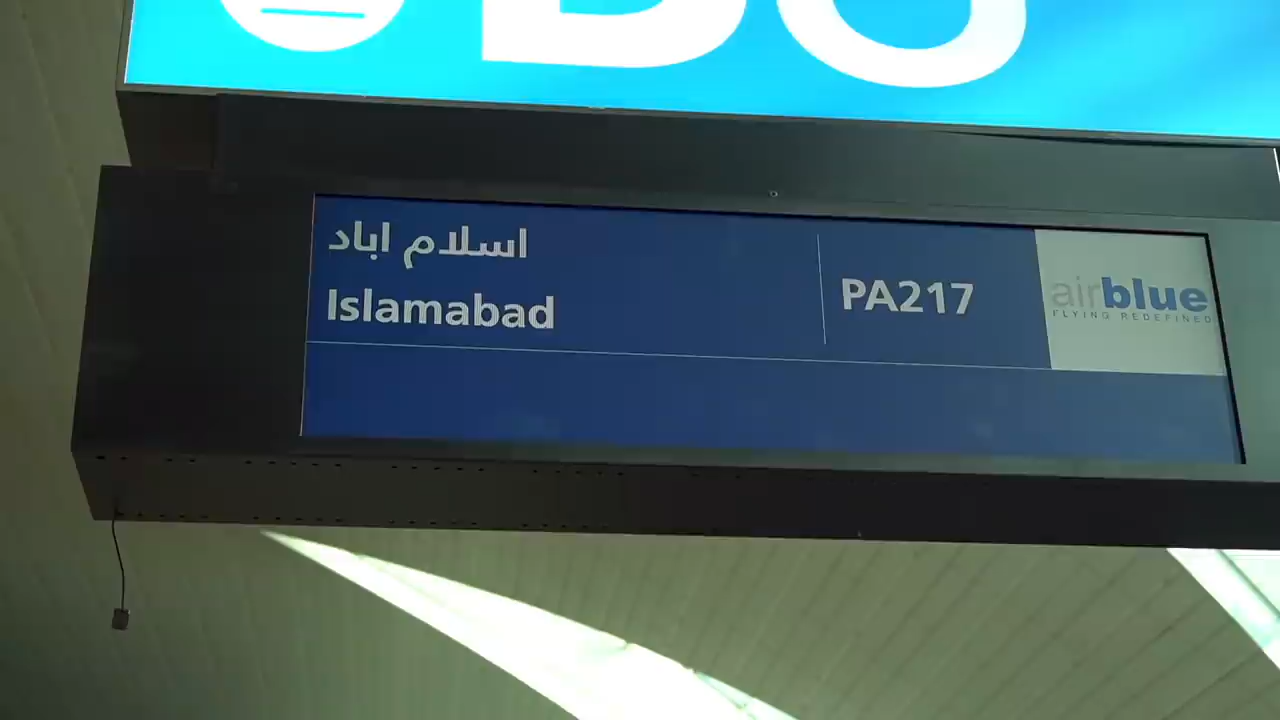 اسلام اباد
Islamabad
PA217
airblue
FLYING REDEFINED